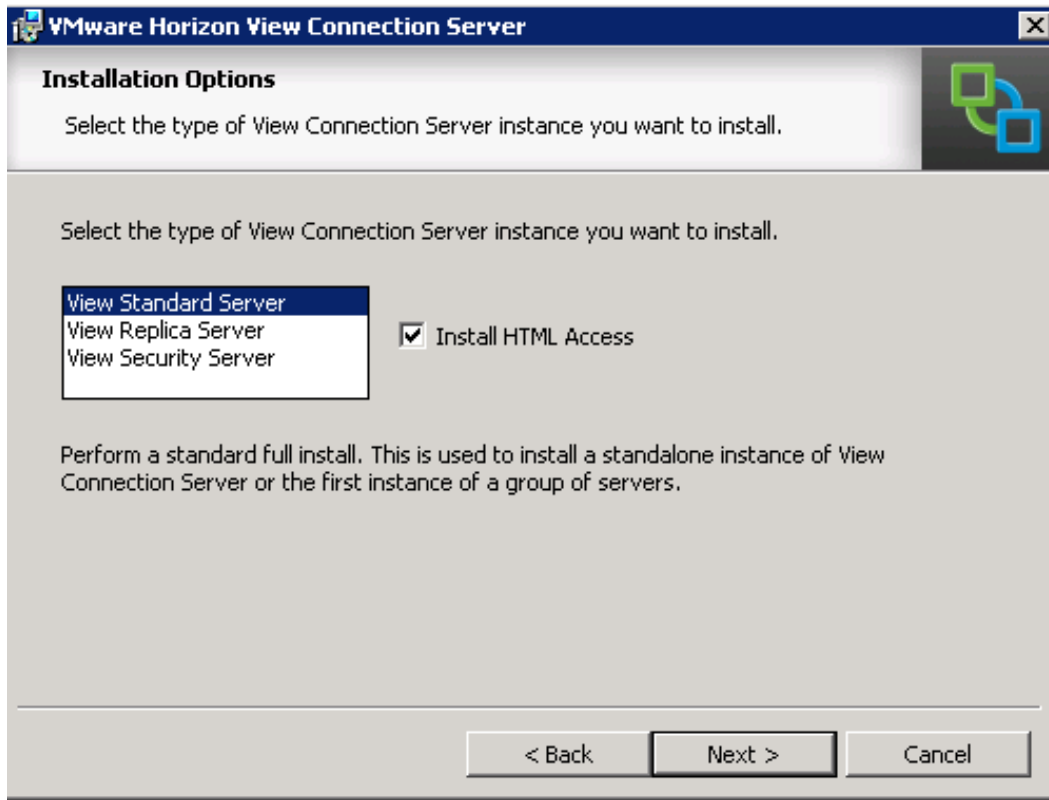 VMware Horizon View Connection Server
Installation Options
Select the type of View Connection Server instance you want to install.
Select the type of View Connection Server instance you want to install.
View Standard Server
View Replica Server
View Security Server
Install HTML Access
Perform a standard full install. This is used to install a standalone instance of View
Connection Server or the first instance of a group of servers.
< Back
Next >
Cancel